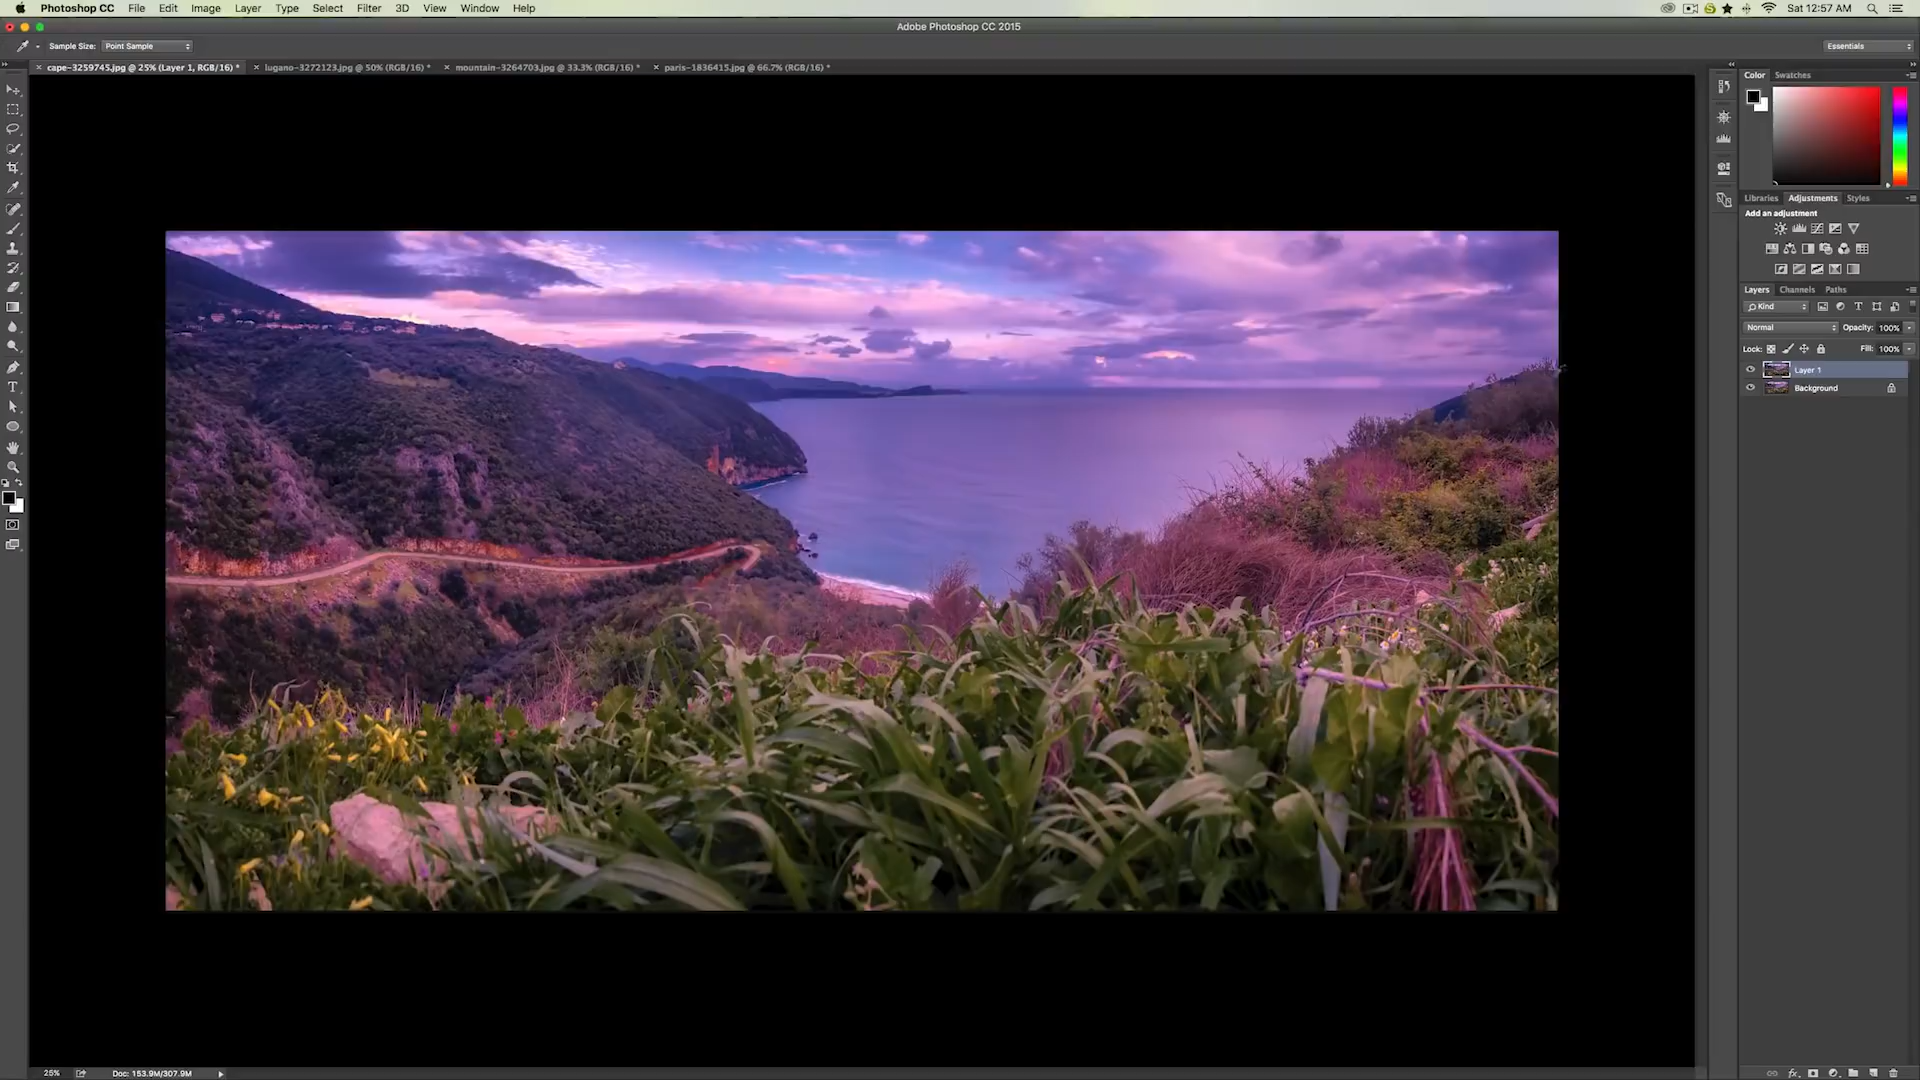 Photoshop CC File Edit Image Layer Type Select Filter 3D View Window Help Sat 12:57 AM
Adobe Photoshop CC 2015
Sample Size: Point Sample Essentials
cape-3259745.jpg @ 25% (Layer 1, RGB/16) * lugano-3272123.jpg @ 50% (RGB/16) * mountain-3264703.jpg @ 33.3% (RGB/16) * paris-1836415.jpg @ 66.7% (RGB/16) *
Color Swatches
Libraries Adjustments Styles
Add an adjustment
Layers Channels Paths
Kind
Normal Opacity: 100%
Lock: Fill: 100%
Layer 1
Background
25% Doc: 153.9M/307.9M